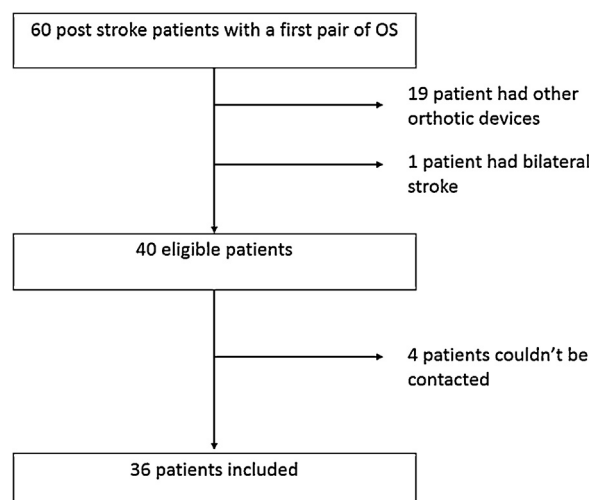 60 post stroke patients with a first pair of OS
19 patient had other
orthotic devices
1 patient had bilateral
stroke
40 eligible patients
4 patients couldn’t be
contacted
36 patients included